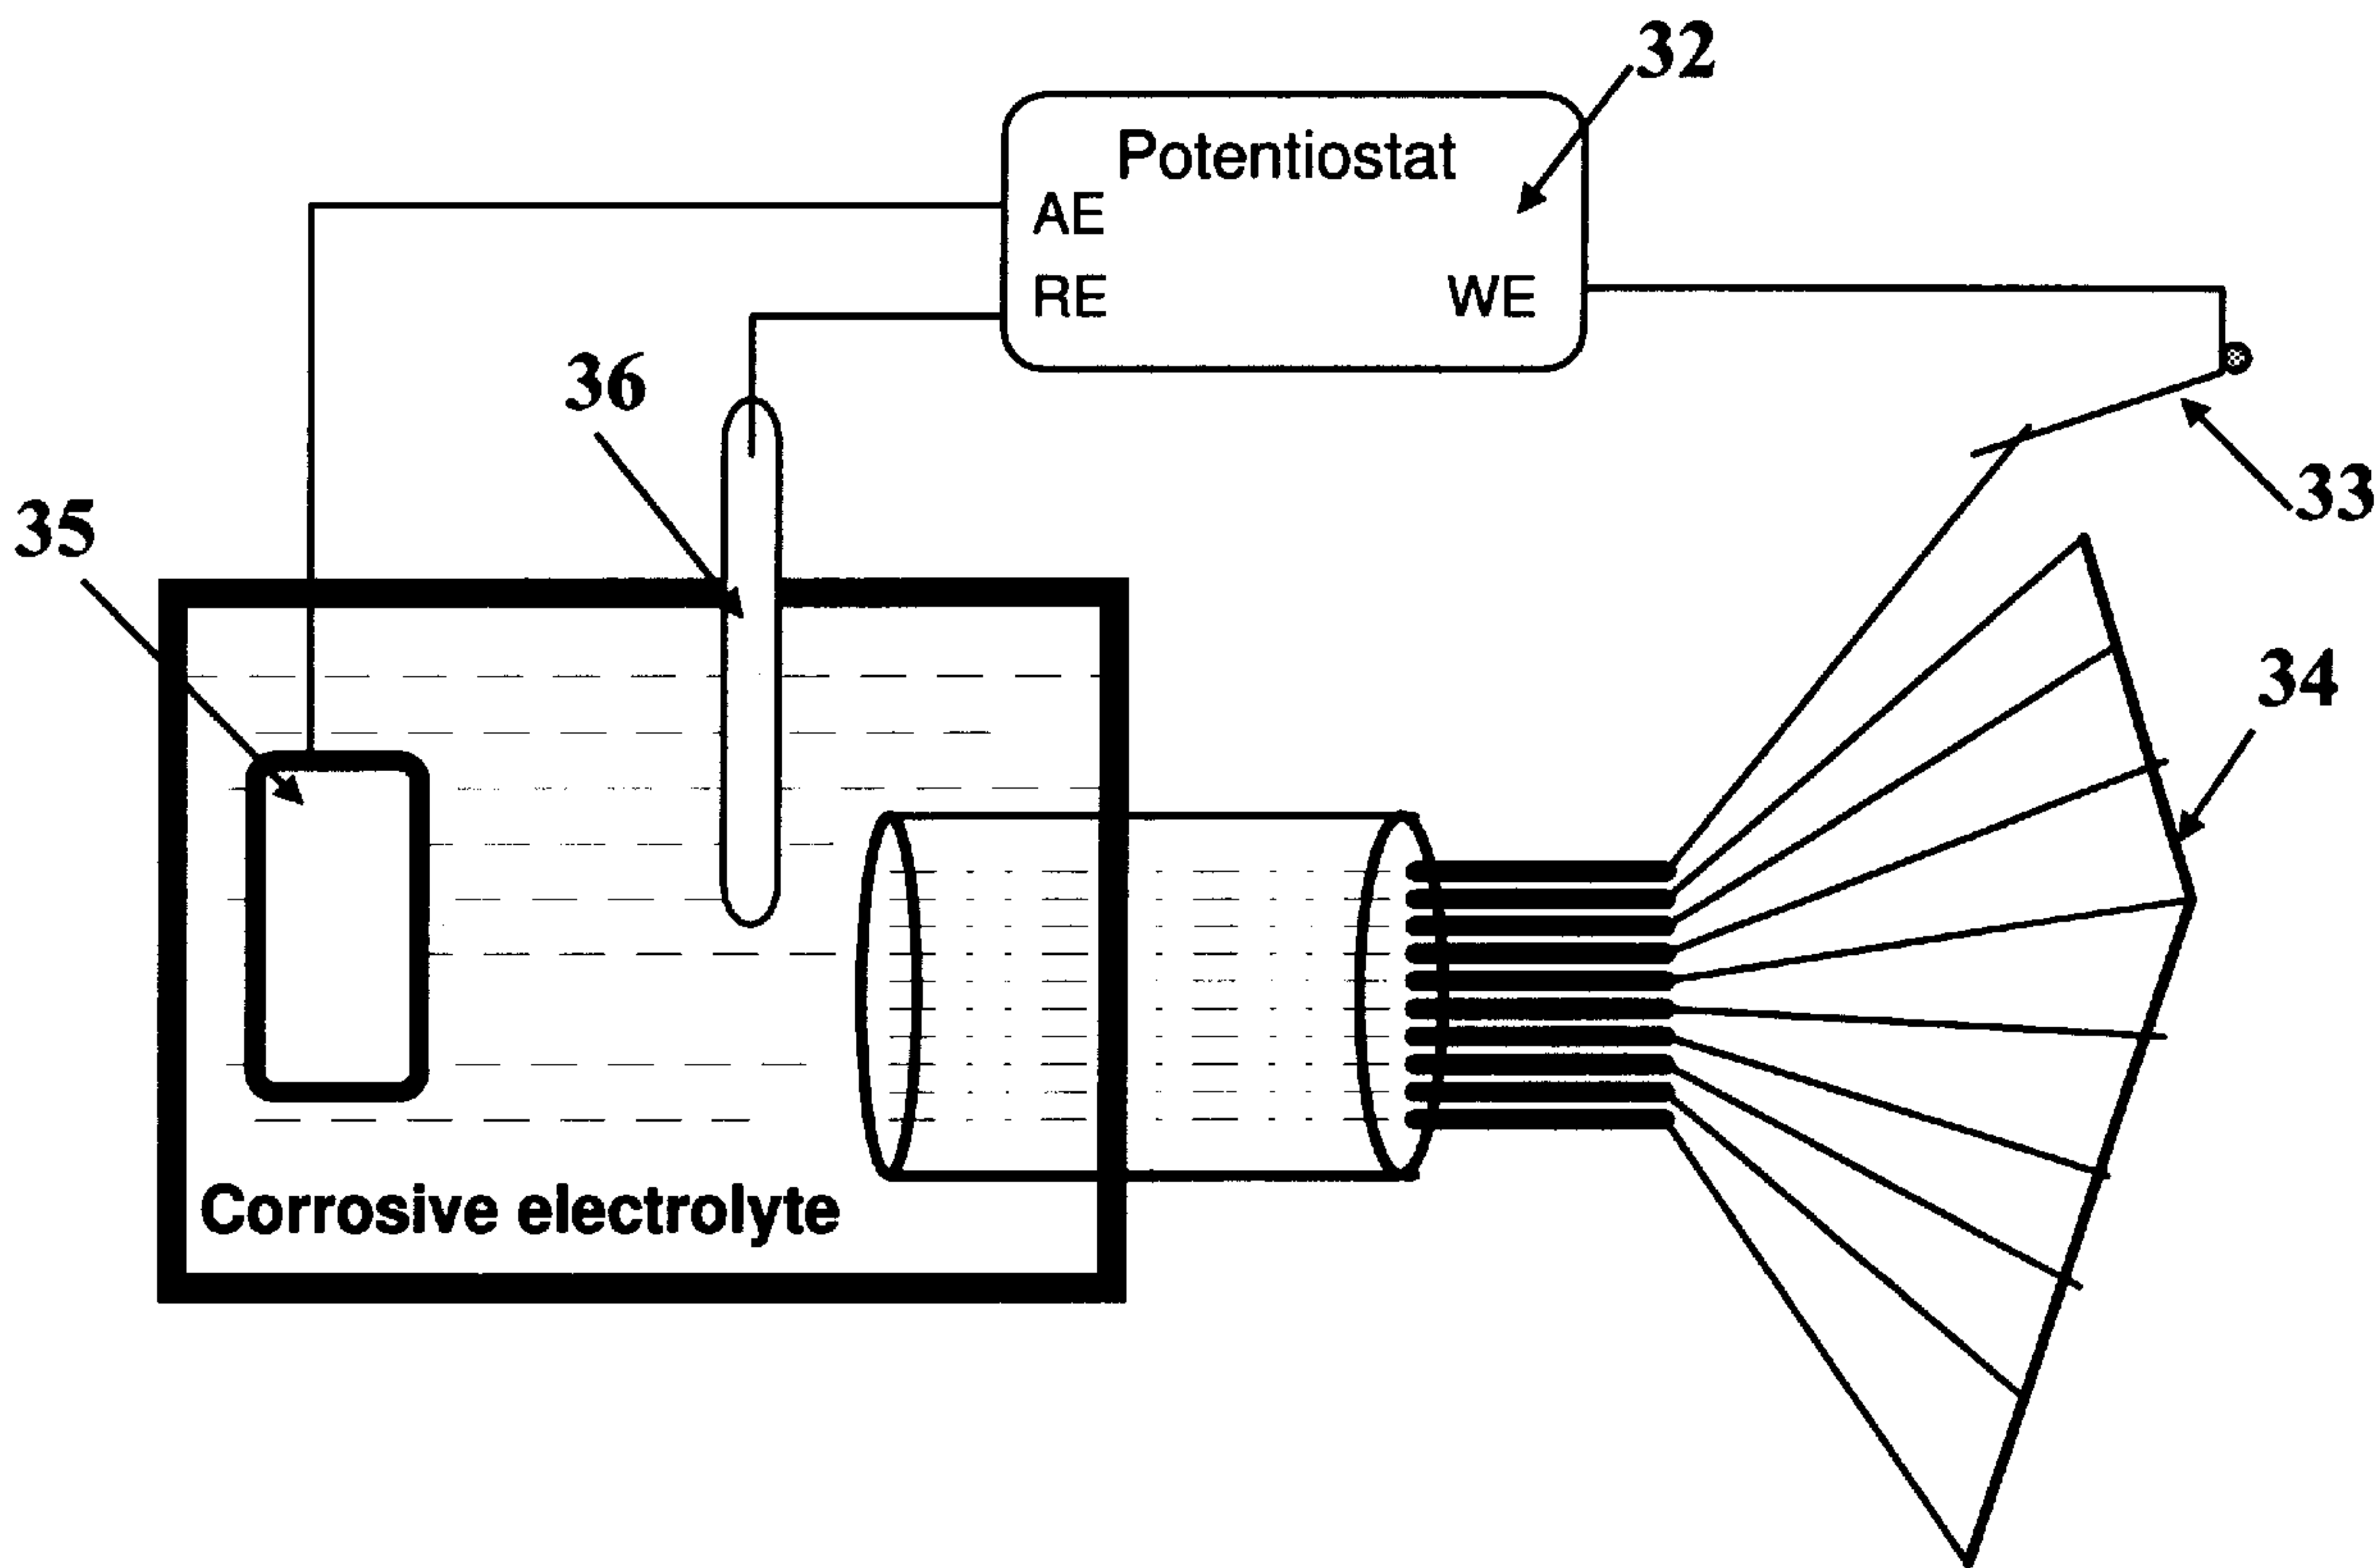 32
Potentiostat
AE
RE
WE
36
33
35
34
Corrosive electrolyte